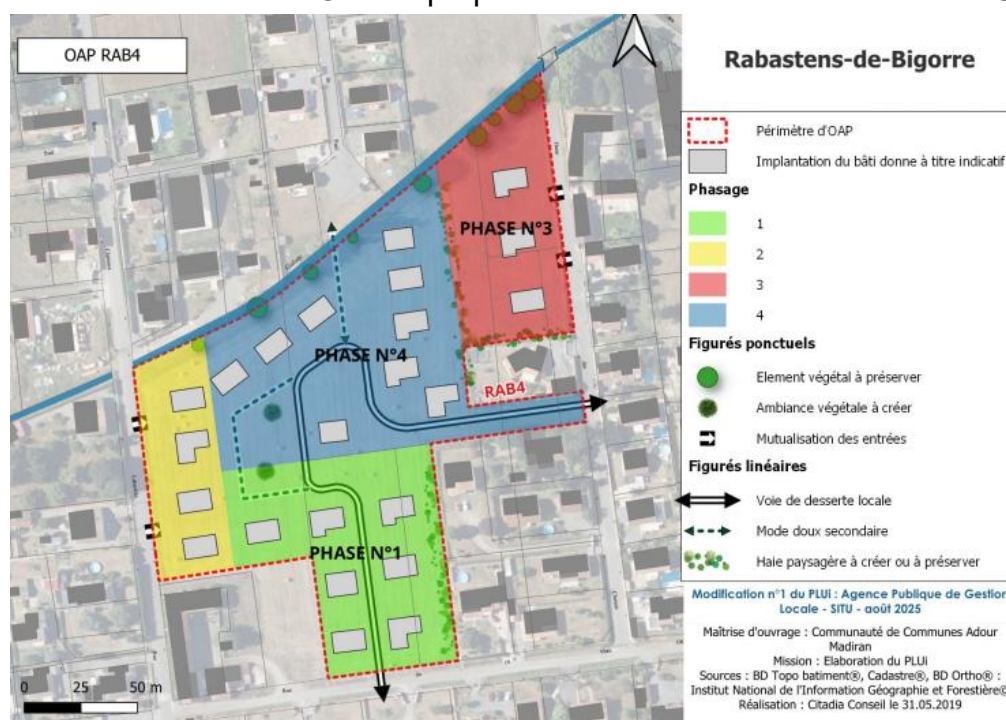 OAP RAB4
PHASE N°3
PHASE N°4
RAB4
PHASE N°1
0 25 50 m
Rabastens-de-Bigorre
Périmètre d'OAP
Implantation du bâti donne à titre indicatif
Phasage
1
2
3
4
Figurés ponctuels
Element végétal à préserver
Ambiance végétale à créer
Mutualisation des entrées
Figurés linéaires
Voie de desserte locale
Mode doux secondaire
Haie paysagère à créer ou à préserver
Modification n°1 du PLUi : Agence Publique de Gestion
Locale - SITU - août 2025
Maîtrise d'ouvrage : Communauté de Communes Adour
Madiran
Mission : Elaboration du PLUi
Sources : BD Topo batiment®, Cadastre®, BD Ortho® :
Institut National de l'Information Géographie et Forestière©
Réalisation : Citadia Conseil le 31.05.2019